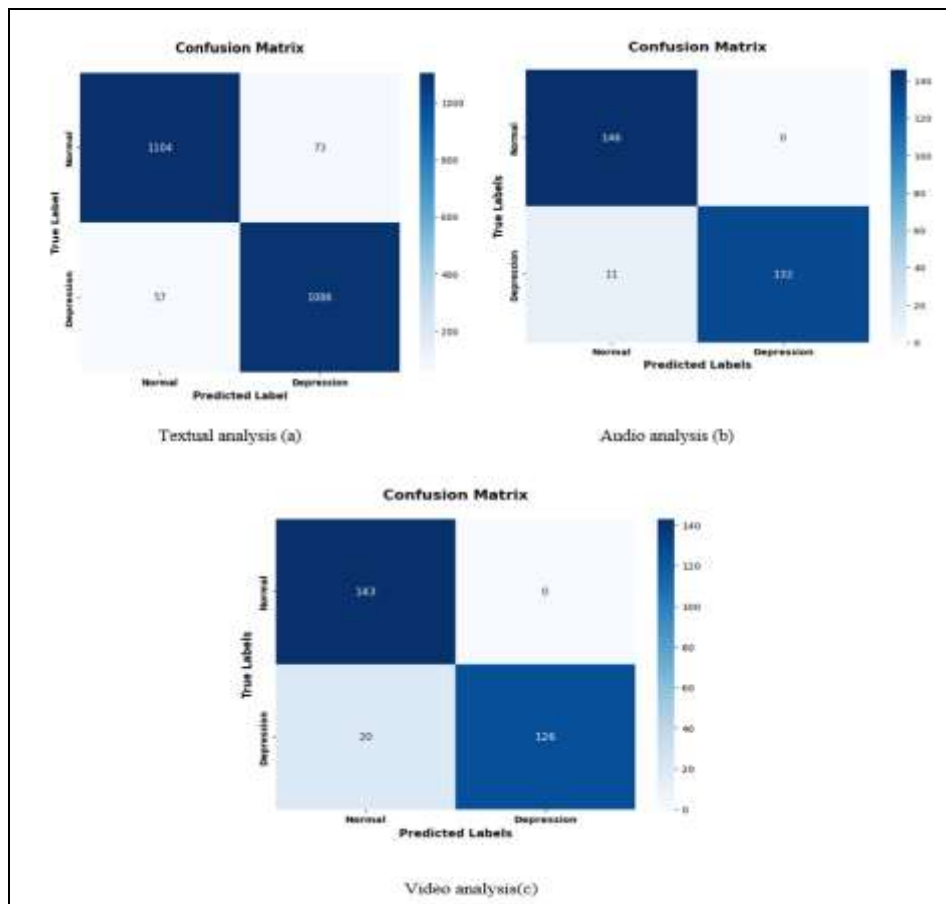 Confusion Matrix
Normal
Depression
True Label
1104
73
57
1000
800
600
400
200
Normal
Depression
Predicted Label
Textual analysis (a)
Confusion Matrix
Normal
Depression
True Labels
0
11
140
120
100
80
60
40
20
0
Normal
Depression
Predicted Labels
Audio analysis (b)
Confusion Matrix
Normal
Depression
True Labels
143
0
20
126
140
120
100
80
60
40
20
0
Normal
Depression
Predicted Labels
Video analysis(c)